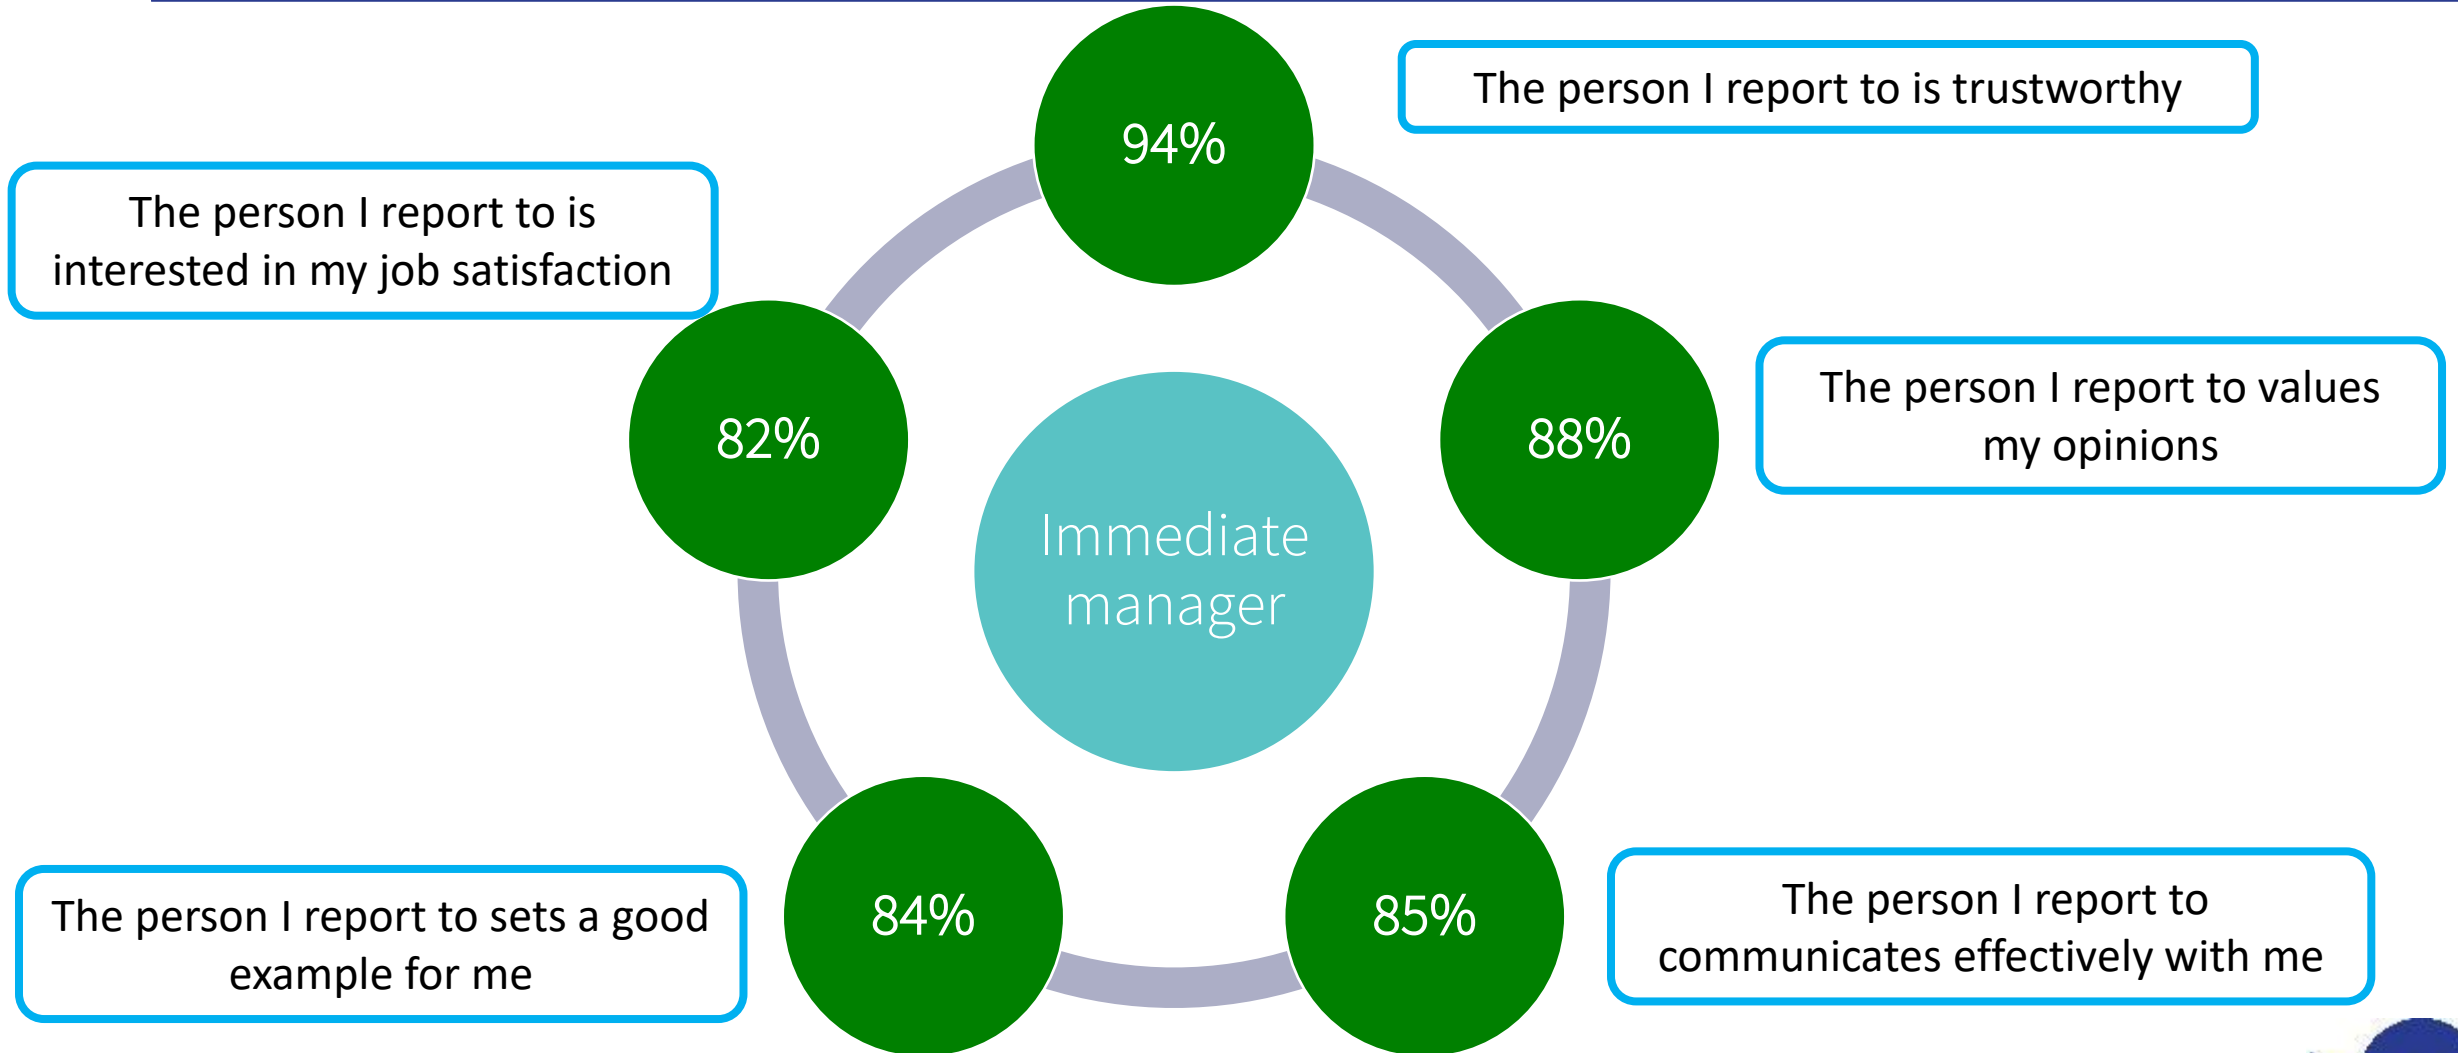 94%
The person I report to is trustworthy
The person I report to is
interested in my job satisfaction
82%
88%
The person I report to values
my opinions
Immediate
manager
The person I report to sets a good
example for me
84%
85%
The person I report to
communicates effectively with me